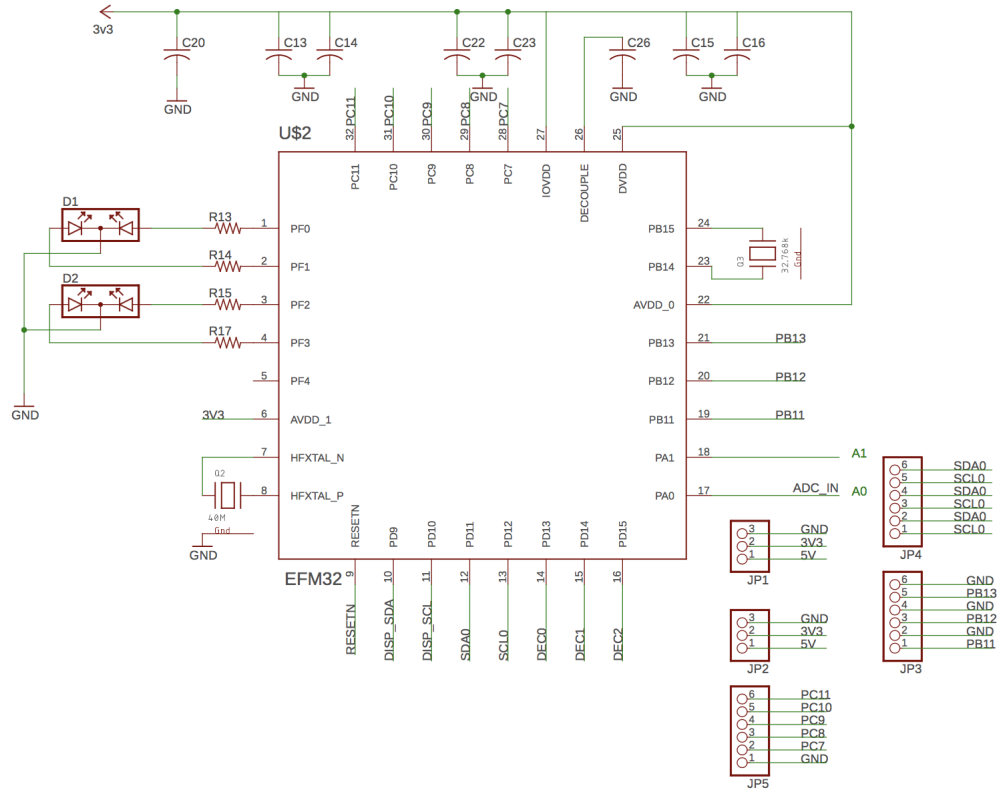 3v3
C20
C13
C14
C22
C23
C26
C15
C16
GND
GND
GND
GND
GND
PC11
PC10
PC9
PC8
PC7
32
31
30
29
28
27
26
25
U$2
PC11
PC10
PC9
PC8
PC7
IOVDD
DECOUPLE
DVDD
D1
R13
1
PF0
PB15
24
R14
2
PF1
PB14
23
Q3
32.768k
Gnd
D2
R15
3
PF2
AVDD_0
22
R17
4
PF3
PB13
21
PB13
5
PF4
PB12
20
PB12
GND
3V3
6
AVDD_1
PB11
19
PB11
7
HFXTAL_N
PA1
18
A1
Q2
8
HFXTAL_P
PA0
17
ADC_IN
A0
40M
Gnd
GND
RESETN
PD9
PD10
PD11
PD12
PD13
PD14
PD15
EFM32
9
10
11
12
13
14
15
16
RESETN
DISP_SDA
DISP_SCL
SDA0
SCL0
DEC0
DEC1
DEC2
6 SDA0
5 SCL0
4 SDA0
3 SCL0
2 SDA0
1 SCL0
JP4
3 GND
2 3V3
1 5V
JP1
6 GND
5 PB13
4 GND
3 PB12
2 GND
1 PB11
JP3
3 GND
2 3V3
1 5V
JP2
6 PC11
5 PC10
4 PC9
3 PC8
2 PC7
1 GND
JP5